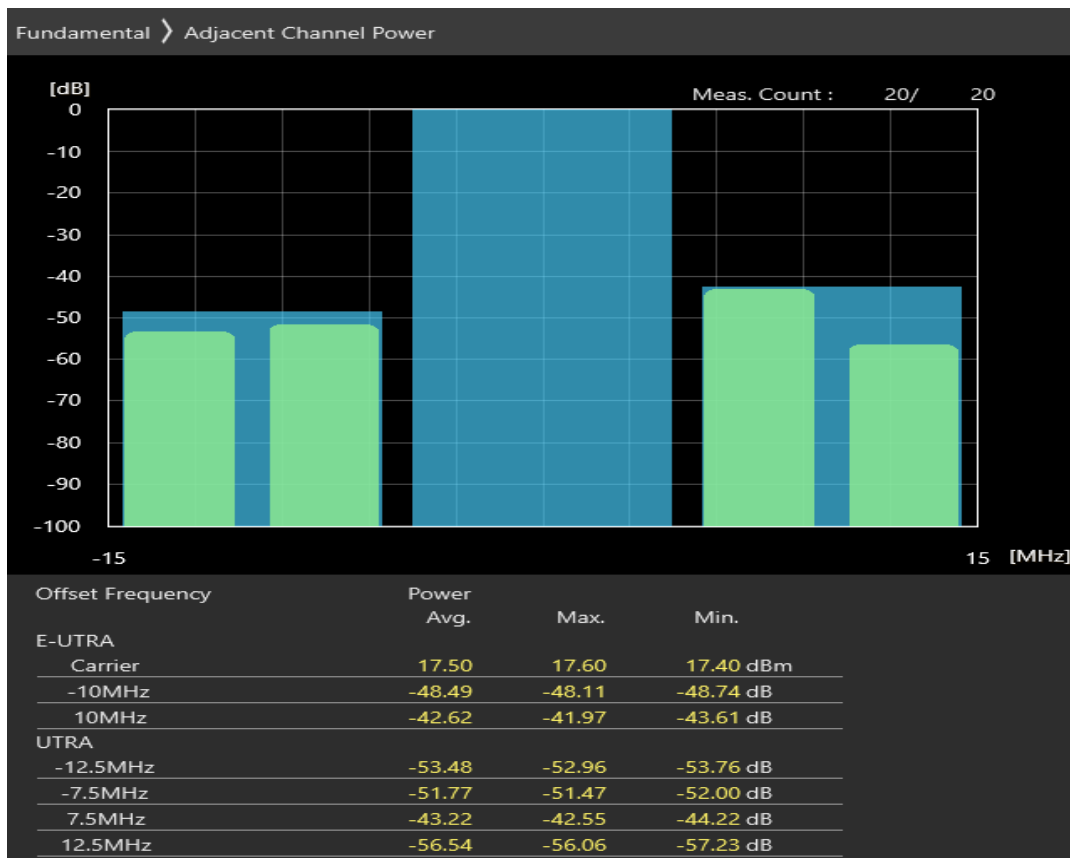 Fundamental 〉 Adjacent Channel Power
[dB]
Meas. Count : 20/ 20
0
-10
-20
-30
-40
-50
-60
-70
-80
-90
-100
-15 15 [MHz]
Offset Frequency Power
Avg. Max. Min.
E-UTRA
Carrier 17.50 17.60 17.40 dBm
-10MHz -48.49 -48.11 -48.74 dB
10MHz -42.62 -41.97 -43.61 dB
UTRA
-12.5MHz -53.48 -52.96 -53.76 dB
-7.5MHz -51.77 -51.47 -52.00 dB
7.5MHz -43.22 -42.55 -44.22 dB
12.5MHz -56.54 -56.06 -57.23 dB